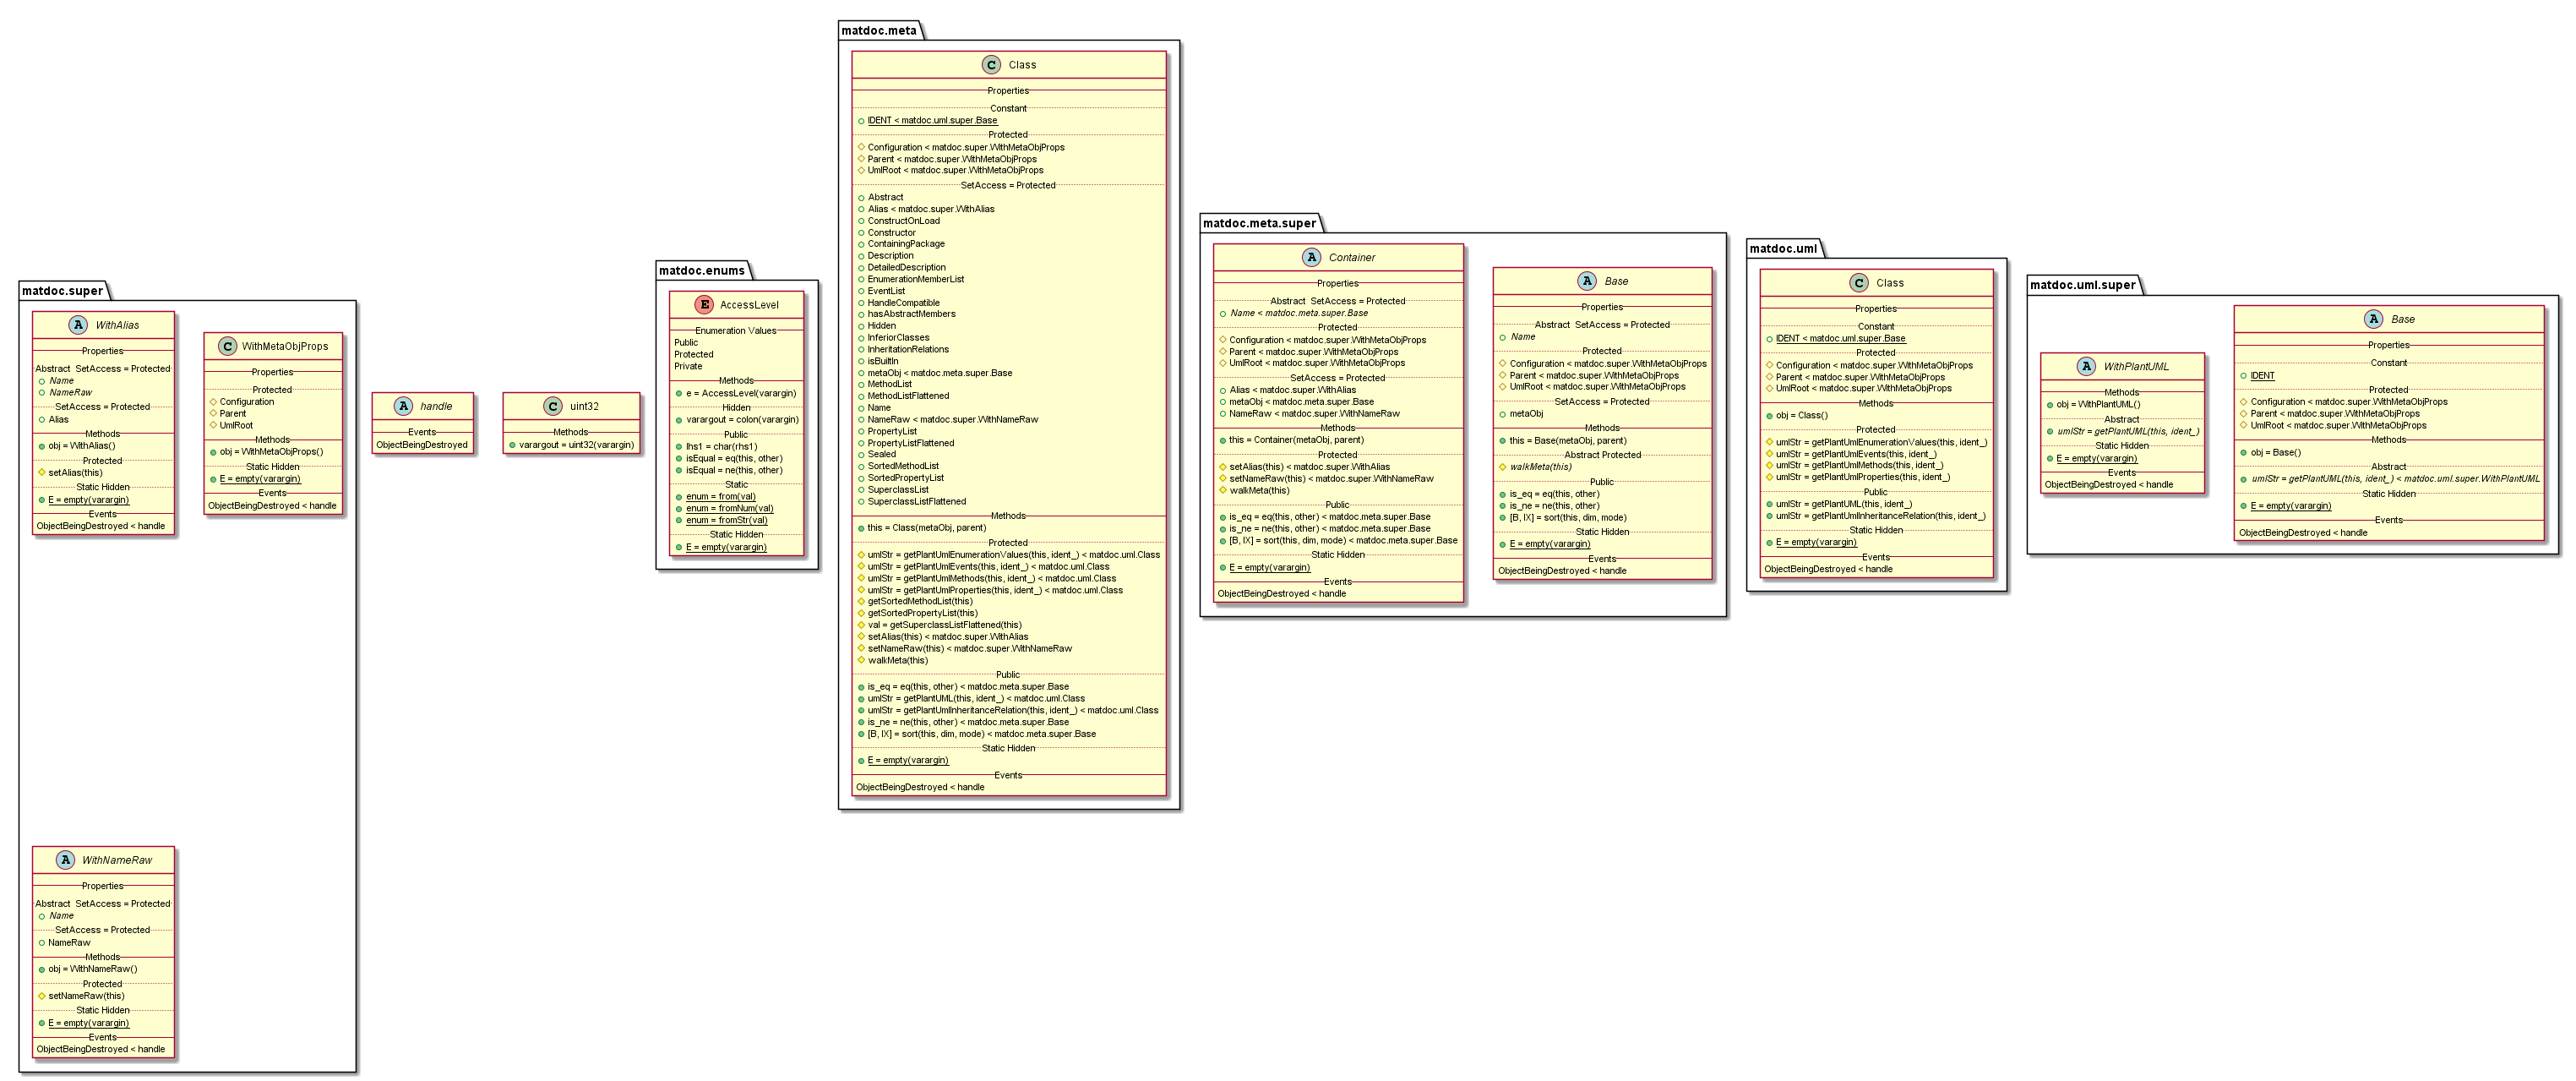 matdoc.super
A WithAlias
Properties
Abstract SetAccess = Protected
Name
NameRaw
SetAccess = Protected
Alias
Methods
obj = WithAlias()
Protected
setAlias(this)
Static Hidden
E = empty(varargin)
Events
ObjectBeingDestroyed < handle
C WithMetaObjProps
Properties
Protected
Configuration
Parent
UmlRoot
Methods
obj = WithMetaObjProps()
Static Hidden
E = empty(varargin)
Events
ObjectBeingDestroyed < handle
A WithNameRaw
Properties
Abstract SetAccess = Protected
Name
SetAccess = Protected
NameRaw
Methods
obj = WithNameRaw()
Protected
setNameRaw(this)
Static Hidden
E = empty(varargin)
Events
ObjectBeingDestroyed < handle
A handle
Events
ObjectBeingDestroyed
C uint32
Methods
varargout = uint32(varargin)
matdoc.enums
E AccessLevel
Enumeration Values
Public
Protected
Private
Methods
e = AccessLevel(varargin)
Hidden
varargout = colon(varargin)
Public
lhs1 = char(rhs1)
isEqual = eq(this, other)
isEqual = ne(this, other)
Static
enum = from(val)
enum = fromNum(val)
enum = fromStr(val)
Static Hidden
E = empty(varargin)
matdoc.meta
C Class
Properties
Constant
IDENT < matdoc.uml.super.Base
Protected
Configuration < matdoc.super.WithMetaObjProps
Parent < matdoc.super.WithMetaObjProps
UmlRoot < matdoc.super.WithMetaObjProps
SetAccess = Protected
Abstract
Alias < matdoc.super.WithAlias
ConstructOnLoad
Constructor
ContainingPackage
Description
DetailedDescription
EnumerationMemberList
EventList
HandleCompatible
hasAbstractMembers
Hidden
InferiorClasses
InheritationRelations
isBuiltIn
metaObj < matdoc.meta.super.Base
MethodList
MethodListFlattened
Name
NameRaw < matdoc.super.WithNameRaw
PropertyList
PropertyListFlattened
Sealed
SortedMethodList
SortedPropertyList
SuperclassList
SuperclassListFlattened
Methods
this = Class(metaObj, parent)
Protected
umlStr = getPlantUmlEnumerationValues(this, ident_) < matdoc.uml.Class
umlStr = getPlantUmlEvents(this, ident_) < matdoc.uml.Class
umlStr = getPlantUmlMethods(this, ident_) < matdoc.uml.Class
umlStr = getPlantUmlProperties(this, ident_) < matdoc.uml.Class
getSortedMethodList(this)
getSortedPropertyList(this)
val = getSuperclassListFlattened(this)
setAlias(this) < matdoc.super.WithAlias
setNameRaw(this) < matdoc.super.WithNameRaw
walkMeta(this)
Public
is_eq = eq(this, other) < matdoc.meta.super.Base
umlStr = getPlantUML(this, ident_) < matdoc.uml.Class
umlStr = getPlantUmlInheritanceRelation(this, ident_) < matdoc.uml.Class
is_ne = ne(this, other) < matdoc.meta.super.Base
[B, IX] = sort(this, dim, mode) < matdoc.meta.super.Base
Static Hidden
E = empty(varargin)
Events
ObjectBeingDestroyed < handle
matdoc.meta.super
A Container
Properties
Abstract SetAccess = Protected
Name < matdoc.meta.super.Base
Protected
Configuration < matdoc.super.WithMetaObjProps
Parent < matdoc.super.WithMetaObjProps
UmlRoot < matdoc.super.WithMetaObjProps
SetAccess = Protected
Alias < matdoc.super.WithAlias
metaObj < matdoc.meta.super.Base
NameRaw < matdoc.super.WithNameRaw
Methods
this = Container(metaObj, parent)
Protected
setAlias(this) < matdoc.super.WithAlias
setNameRaw(this) < matdoc.super.WithNameRaw
walkMeta(this)
Public
is_eq = eq(this, other) < matdoc.meta.super.Base
is_ne = ne(this, other) < matdoc.meta.super.Base
[B, IX] = sort(this, dim, mode) < matdoc.meta.super.Base
Static Hidden
E = empty(varargin)
Events
ObjectBeingDestroyed < handle
A Base
Properties
Abstract SetAccess = Protected
Name
Protected
Configuration < matdoc.super.WithMetaObjProps
Parent < matdoc.super.WithMetaObjProps
UmlRoot < matdoc.super.WithMetaObjProps
SetAccess = Protected
metaObj
Methods
this = Base(metaObj, parent)
Abstract Protected
walkMeta(this)
Public
is_eq = eq(this, other)
is_ne = ne(this, other)
[B, IX] = sort(this, dim, mode)
Static Hidden
E = empty(varargin)
Events
ObjectBeingDestroyed < handle
matdoc.uml
C Class
Properties
Constant
IDENT < matdoc.uml.super.Base
Protected
Configuration < matdoc.super.WithMetaObjProps
Parent < matdoc.super.WithMetaObjProps
UmlRoot < matdoc.super.WithMetaObjProps
Methods
obj = Class()
Protected
umlStr = getPlantUmlEnumerationValues(this, ident_)
umlStr = getPlantUmlEvents(this, ident_)
umlStr = getPlantUmlMethods(this, ident_)
umlStr = getPlantUmlProperties(this, ident_)
Public
umlStr = getPlantUML(this, ident_)
umlStr = getPlantUmlInheritanceRelation(this, ident_)
Static Hidden
E = empty(varargin)
Events
ObjectBeingDestroyed < handle
matdoc.uml.super
A WithPlantUML
Methods
obj = WithPlantUML()
Abstract
umlStr = getPlantUML(this, ident_)
Static Hidden
E = empty(varargin)
Events
ObjectBeingDestroyed < handle
A Base
Properties
Constant
IDENT
Protected
Configuration < matdoc.super.WithMetaObjProps
Parent < matdoc.super.WithMetaObjProps
UmlRoot < matdoc.super.WithMetaObjProps
Methods
obj = Base()
Abstract
umlStr = getPlantUML(this, ident_) < matdoc.uml.super.WithPlantUML
Static Hidden
E = empty(varargin)
Events
ObjectBeingDestroyed < handle